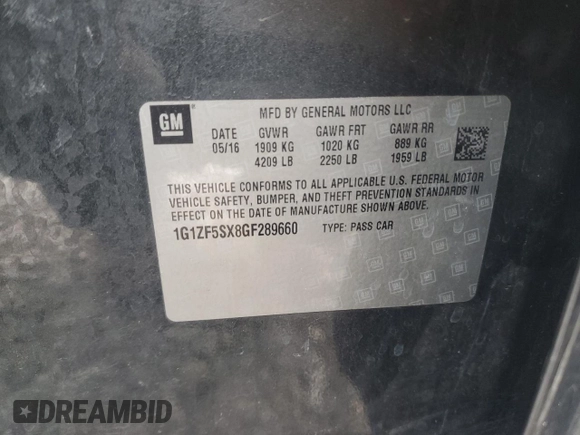 GM
MFD BY GENERAL MOTORS LLC
DATE GVWR GAWR FRT GAWR RR
05/16 1909 KG 1020 KG 889 KG
4209 LB 2250 LB 1959 LB
THIS VEHICLE CONFORMS TO ALL APPLICABLE U.S. FEDERAL MOTOR
VEHICLE SAFETY, BUMPER, AND THEFT PREVENTION STANDARDS IN
EFFECT ON THE DATE OF MANUFACTURE SHOWN ABOVE.
1G1ZF5SX8GF289660 TYPE: PASS CAR
DREAMBID